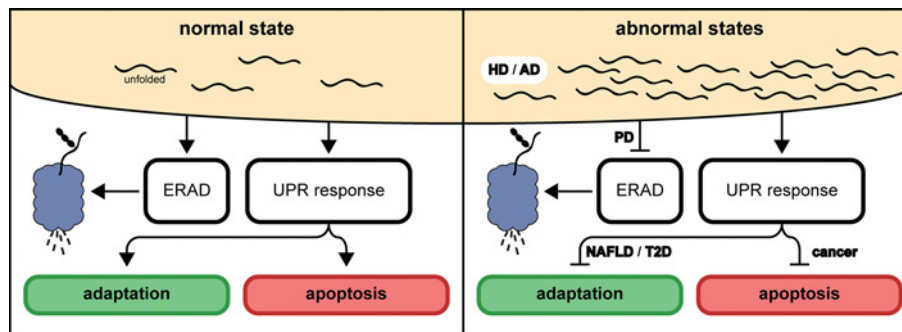 normal state
unfolded
ERAD
UPR response
adaptation
apoptosis
abnormal states
HD / AD
PD
ERAD
UPR response
NAFLD / T2D
cancer
adaptation
apoptosis